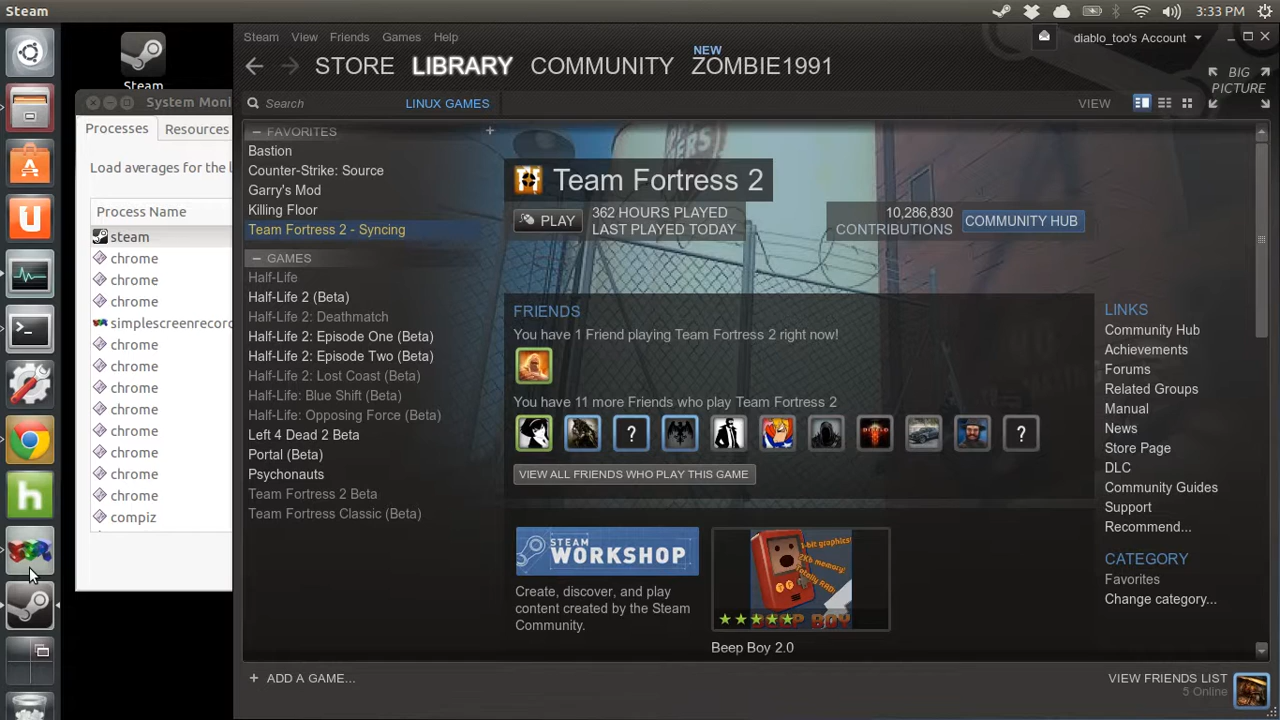 Steam
3:33 PM
Steam
System Moni
Processes
Resources
Load averages for the l
Process Name
steam
chrome
chrome
chrome
simplescreenrecord
chrome
chrome
chrome
chrome
chrome
chrome
chrome
chrome
compiz
Steam View Friends Games Help
diablo_too's Account
STORE LIBRARY COMMUNITY ZOMBIE1991
NEW
BIG
PICTURE
Search
LINUX GAMES
VIEW
FAVORITES
Bastion
Counter-Strike: Source
Garry's Mod
Killing Floor
Team Fortress 2 - Syncing
GAMES
Half-Life
Half-Life 2 (Beta)
Half-Life 2: Deathmatch
Half-Life 2: Episode One (Beta)
Half-Life 2: Episode Two (Beta)
Half-Life 2: Lost Coast (Beta)
Half-Life: Blue Shift (Beta)
Half-Life: Opposing Force (Beta)
Left 4 Dead 2 Beta
Portal (Beta)
Psychonauts
Team Fortress 2 Beta
Team Fortress Classic (Beta)
Team Fortress 2
PLAY
362 HOURS PLAYED
LAST PLAYED TODAY
10,286,830
CONTRIBUTIONS
COMMUNITY HUB
FRIENDS
You have 1 Friend playing Team Fortress 2 right now!
You have 11 more Friends who play Team Fortress 2
VIEW ALL FRIENDS WHO PLAY THIS GAME
STEAM
WORKSHOP
Create, discover, and play
content created by the Steam
Community.
8-bit graphics!
2Kb memory!
Totally RAD!
BEEP BOY
Beep Boy 2.0
LINKS
Community Hub
Achievements
Forums
Related Groups
Manual
News
Store Page
DLC
Community Guides
Support
Recommend...
CATEGORY
Favorites
Change category...
+ ADD A GAME...
VIEW FRIENDS LIST
5 Online